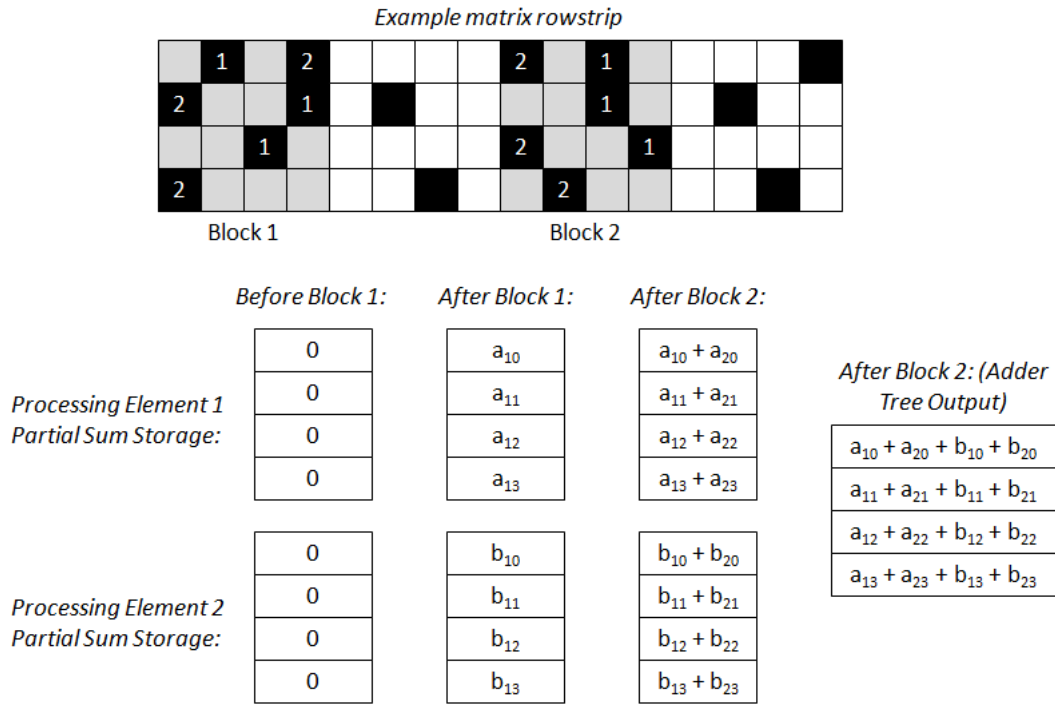 Example matrix rowstrip
1 2 2 1
2 1 1
1 2 1
2 2
Block 1 Block 2
Before Block 1: After Block 1: After Block 2:
Processing Element 1
Partial Sum Storage:
0 a₁₀ a₁₀ + a₂₀
0 a₁₁ a₁₁ + a₂₁
0 a₁₂ a₁₂ + a₂₂
0 a₁₃ a₁₃ + a₂₃
After Block 2: (Adder
Tree Output)
a₁₀ + a₂₀ + b₁₀ + b₂₀
a₁₁ + a₂₁ + b₁₁ + b₂₁
a₁₂ + a₂₂ + b₁₂ + b₂₂
a₁₃ + a₂₃ + b₁₃ + b₂₃
Processing Element 2
Partial Sum Storage:
0 b₁₀ b₁₀ + b₂₀
0 b₁₁ b₁₁ + b₂₁
0 b₁₂ b₁₂ + b₂₂
0 b₁₃ b₁₃ + b₂₃